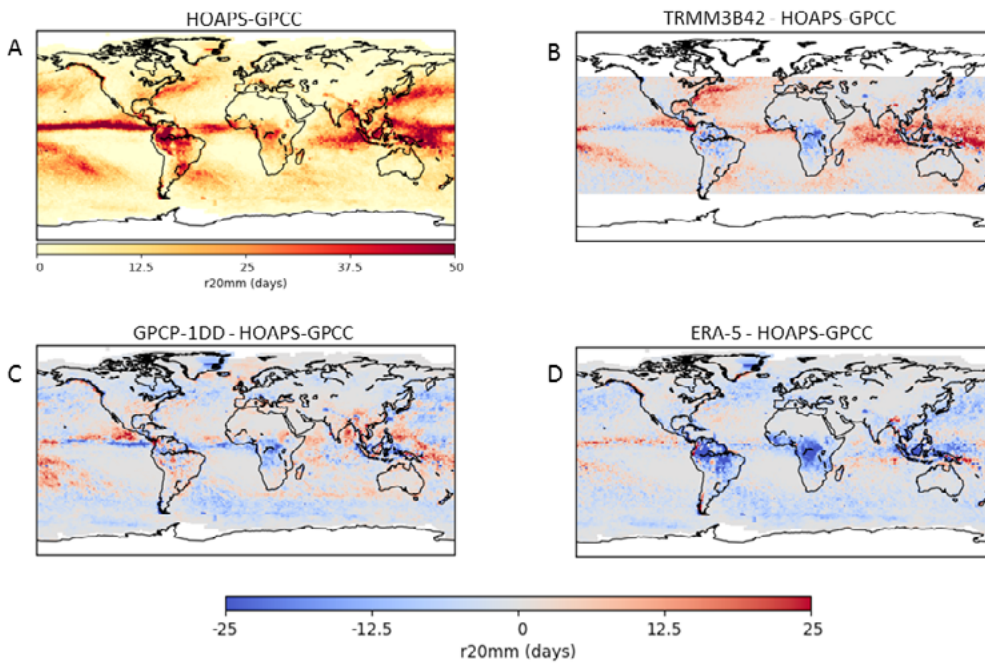 HOAPS-GPCC
TRMM3B42 - HOAPS-GPCC
A
B
0 12.5 25 37.5 50
r20mm (days)
GPCP-1DD - HOAPS-GPCC
ERA-5 - HOAPS-GPCC
C
D
-25 -12.5 0 12.5 25
r20mm (days)